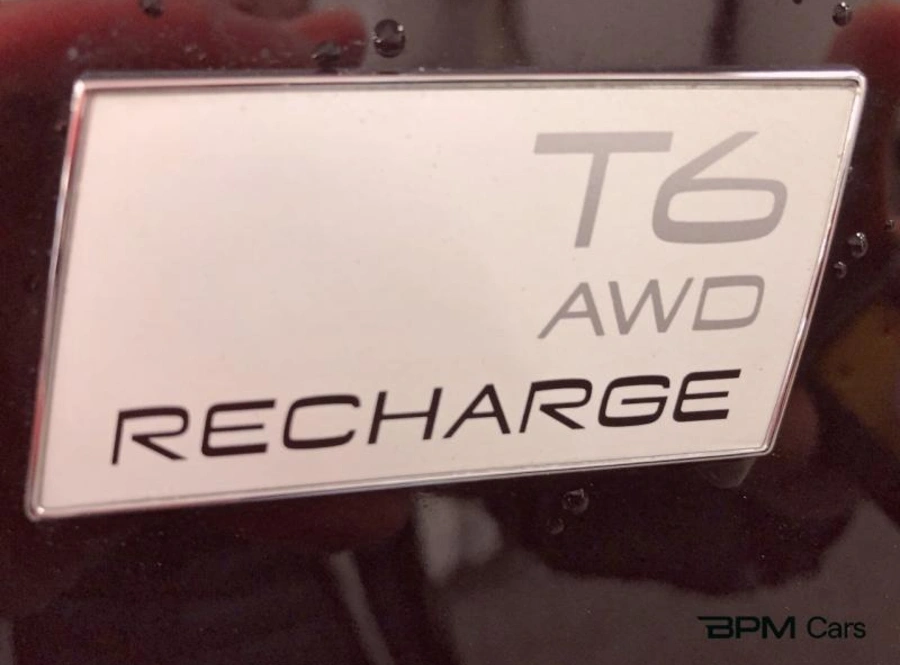 T6
AWD
RECHARGE
BPM Cars